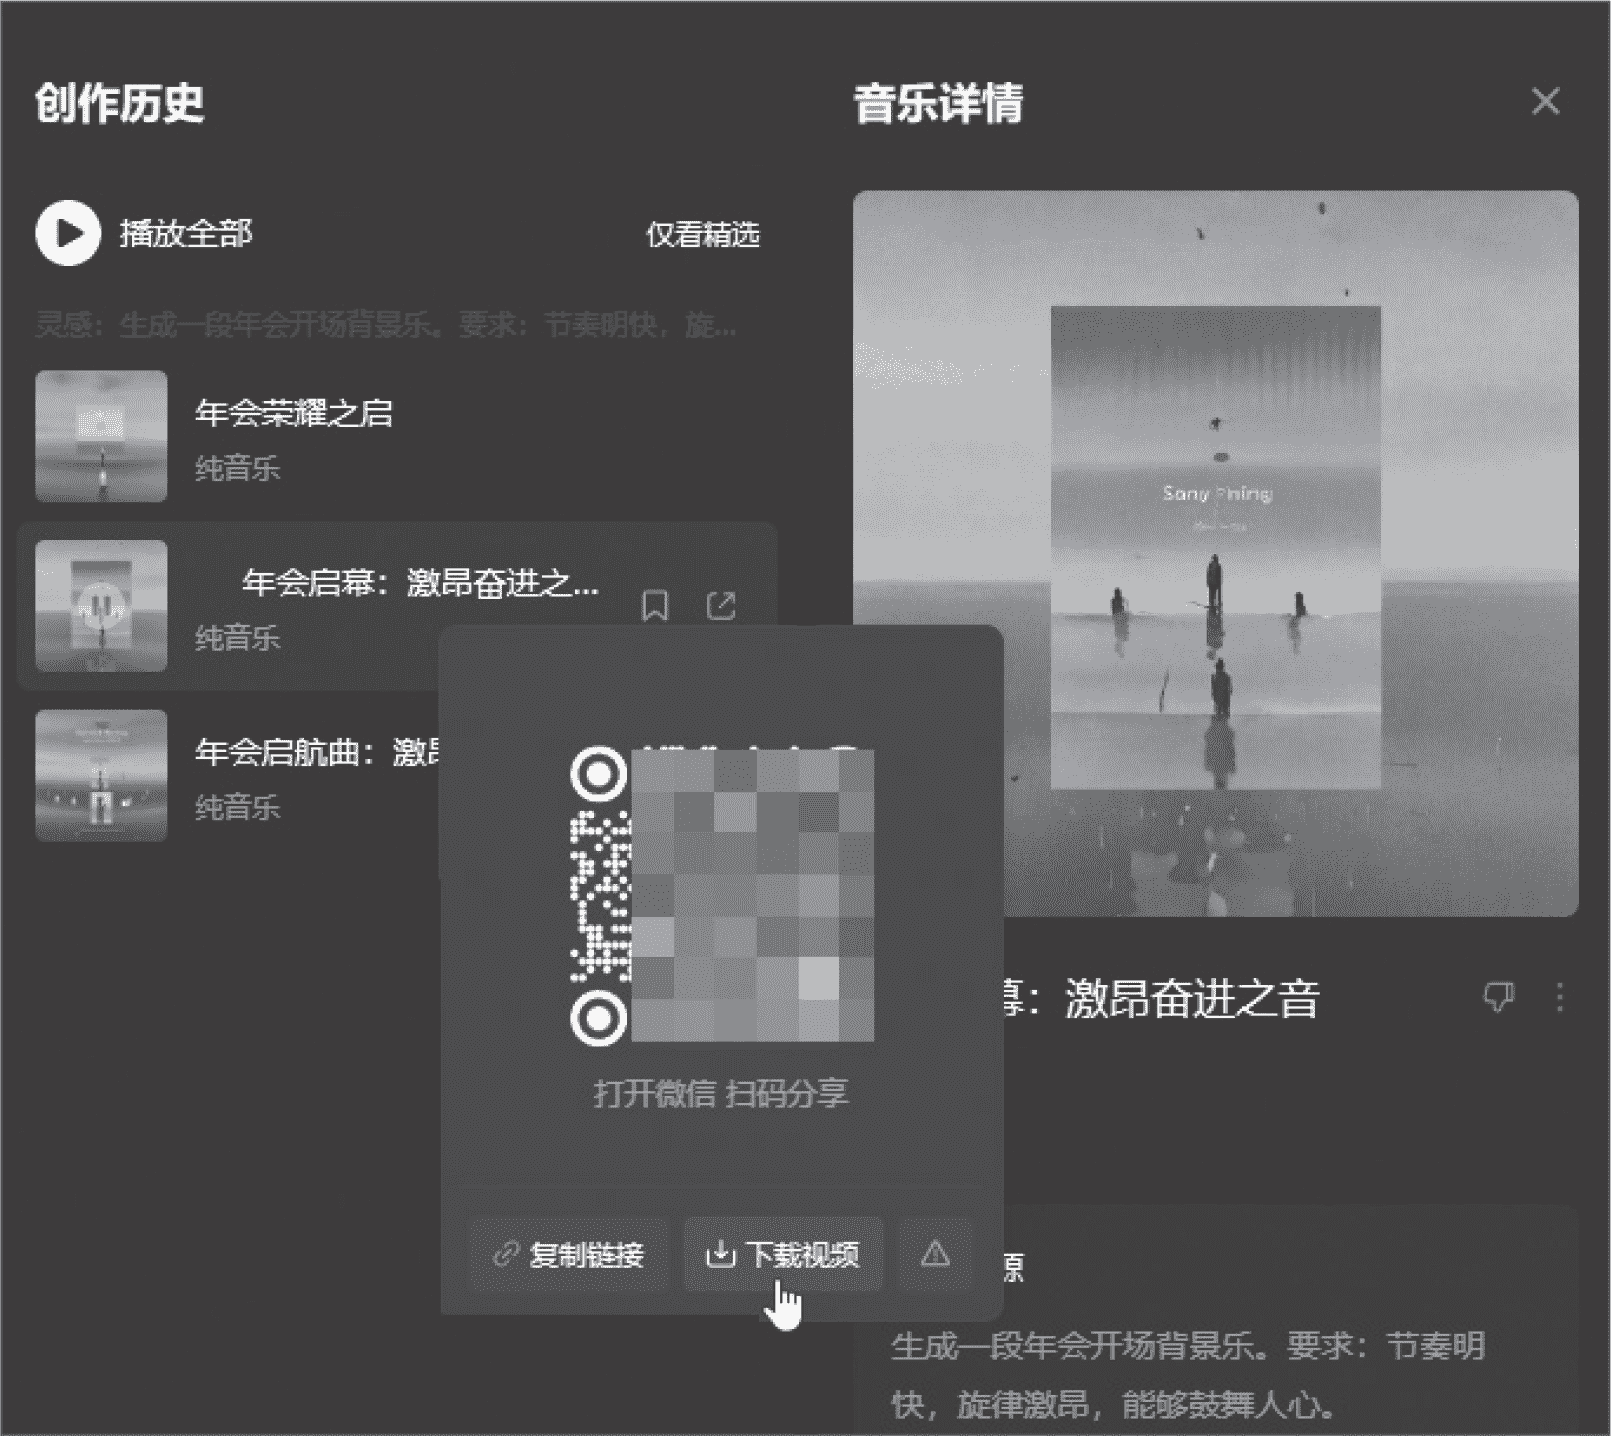 创作历史
播放全部
仅看精选
灵感：生成一段年会开场背景乐。要求：节奏明快，旋...
年会荣耀之启
纯音乐
年会启幕：激昂奋进之...
纯音乐
年会启航曲：激
纯音乐
打开微信 扫码分享
复制链接
下载视频
音乐详情
：激昂奋进之音
源
生成一段年会开场背景乐。要求：节奏明
快，旋律激昂，能够鼓舞人心。